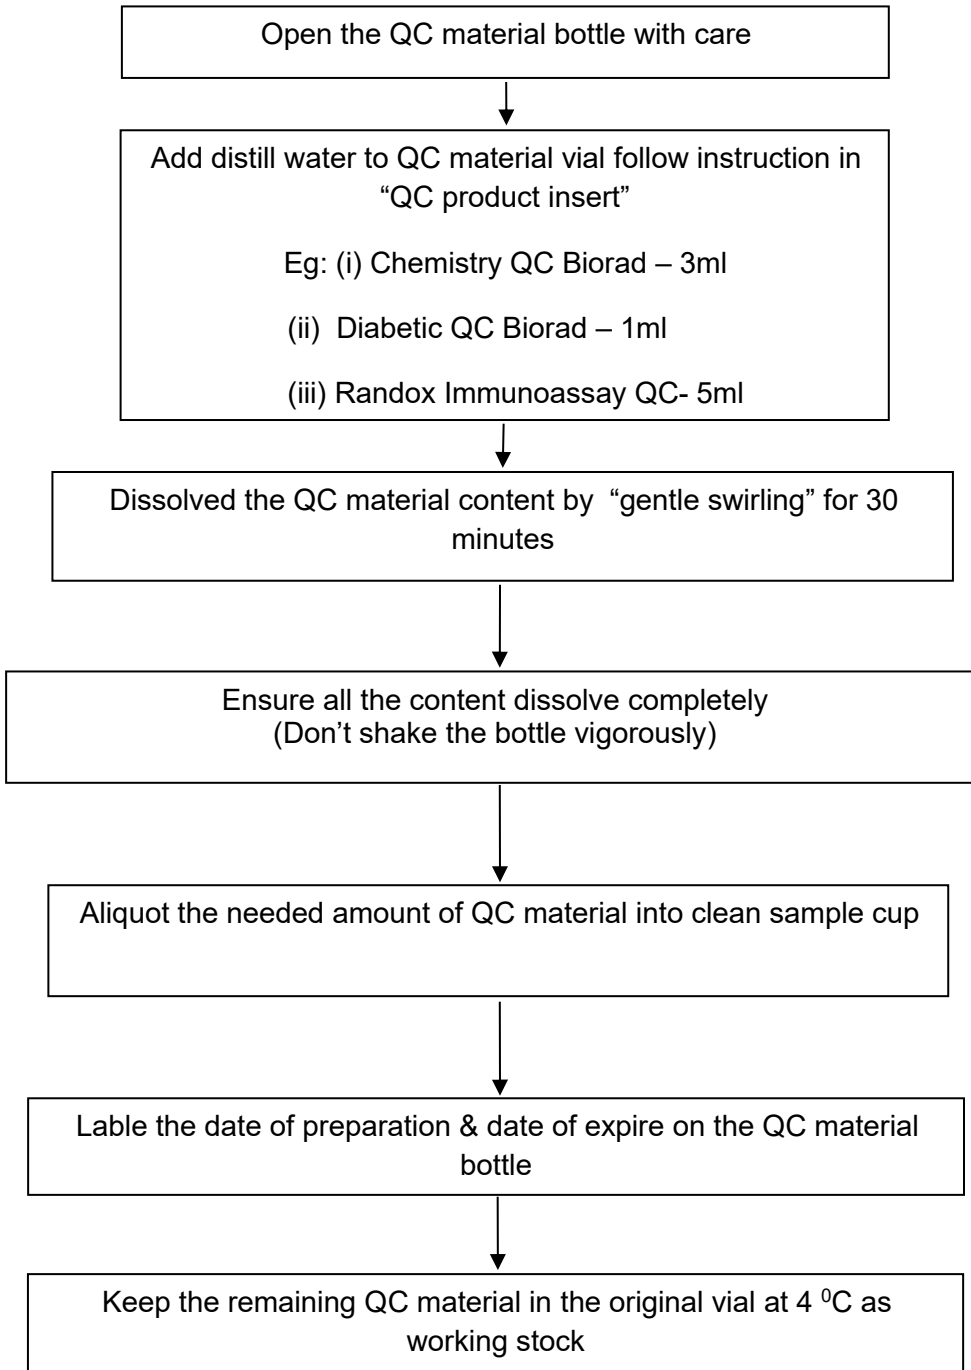 Open the QC material bottle with care
Add distill water to QC material vial follow instruction in
“QC product insert”
Eg: (i) Chemistry QC Biorad – 3ml
(ii) Diabetic QC Biorad – 1ml
(iii) Randox Immunoassay QC- 5ml
Dissolved the QC material content by “gentle swirling” for 30
minutes
Ensure all the content dissolve completely
(Don’t shake the bottle vigorously)
Aliquot the needed amount of QC material into clean sample cup
Lable the date of preparation & date of expire on the QC material
bottle
Keep the remaining QC material in the original vial at 4 ⁰C as
working stock